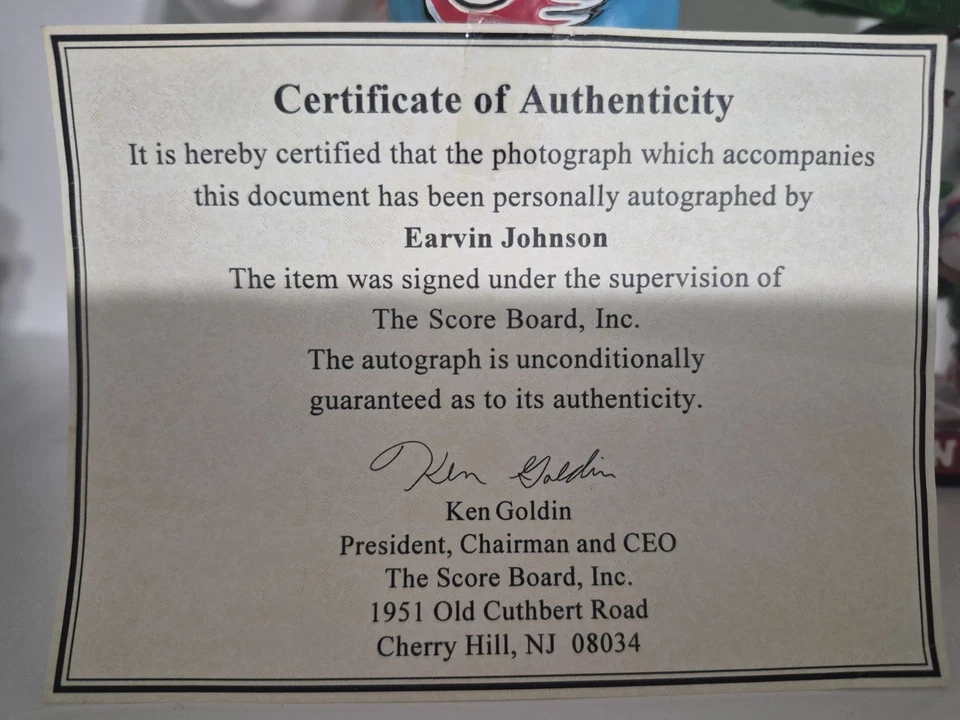 Certificate of Authenticity
It is hereby certified that the photograph which accompanies
this document has been personally autographed by
Earvin Johnson
The item was signed under the supervision of
The Score Board, Inc.
The autograph is unconditionally
guaranteed as to its authenticity.
Ken Goldin
Ken Goldin
President, Chairman and CEO
The Score Board, Inc.
1951 Old Cuthbert Road
Cherry Hill, NJ 08034